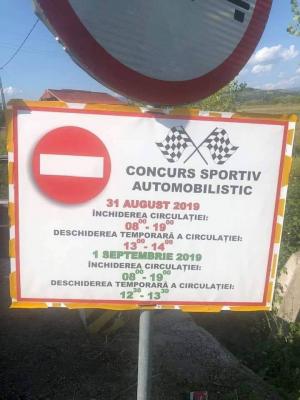 CONCURS SPORTIV
AUTOMOBILISTIC
31 AUGUST 2019
ÎNCHIDEREA CIRCULAȚIEI:
08⁰⁰ - 19⁰⁰
DESCHIDEREA TEMPORARĂ A CIRCULAȚIEI:
13⁰⁰ - 14⁰⁰
1 SEPTEMBRIE 2019
ÎNCHIDEREA CIRCULAȚIEI:
08⁰⁰ - 19⁰⁰
DESCHIDEREA TEMPORARĂ A CIRCULAȚIEI:
12³⁰ - 13³⁰